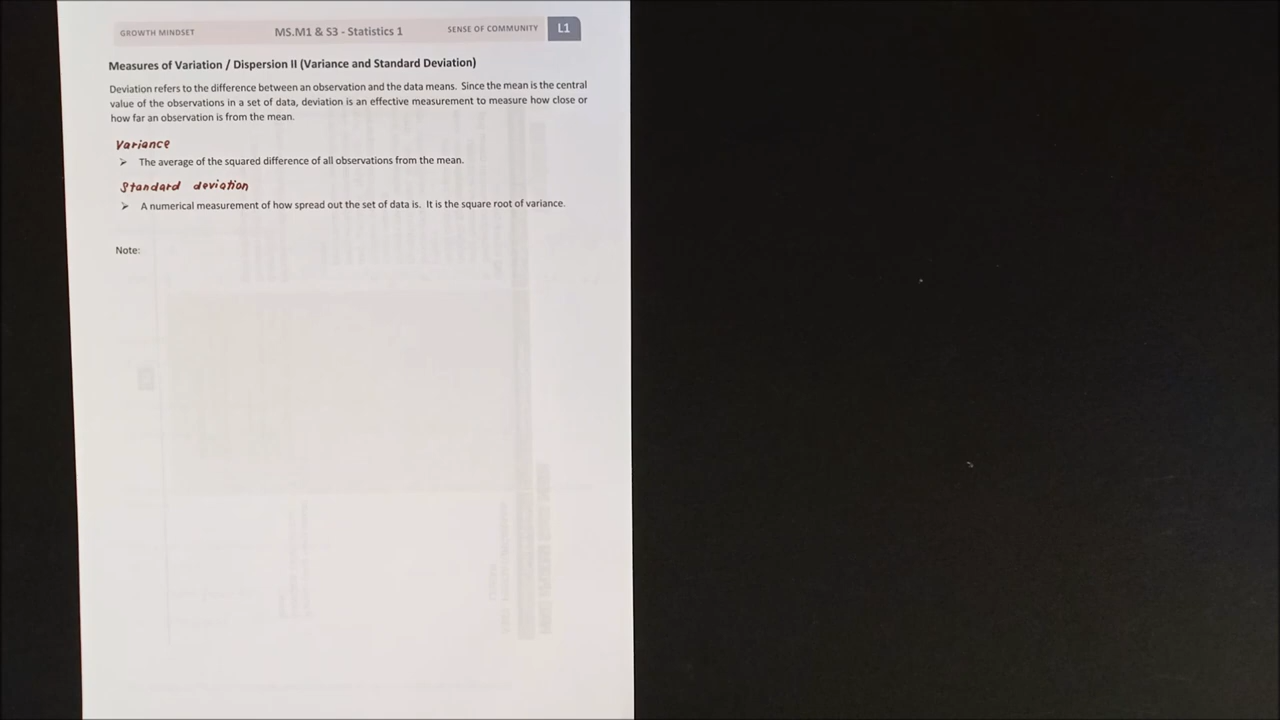 GROWTH MINDSET MS.M1 & S3 - Statistics 1 SENSE OF COMMUNITY L1
Measures of Variation / Dispersion II (Variance and Standard Deviation)
Deviation refers to the difference between an observation and the data means. Since the mean is the central
value of the observations in a set of data, deviation is an effective measurement to measure how close or
how far an observation is from the mean.
Variance
➢ The average of the squared difference of all observations from the mean.
Standard deviation
➢ A numerical measurement of how spread out the set of data is. It is the square root of variance.
Note: